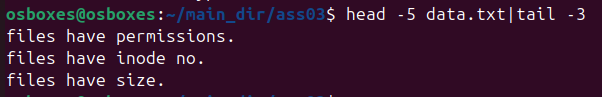 osboxes@osboxes:~/main_dir/ass03$ head -5 data.txt|tail -3
files have permissions.
files have inode no.
files have size.